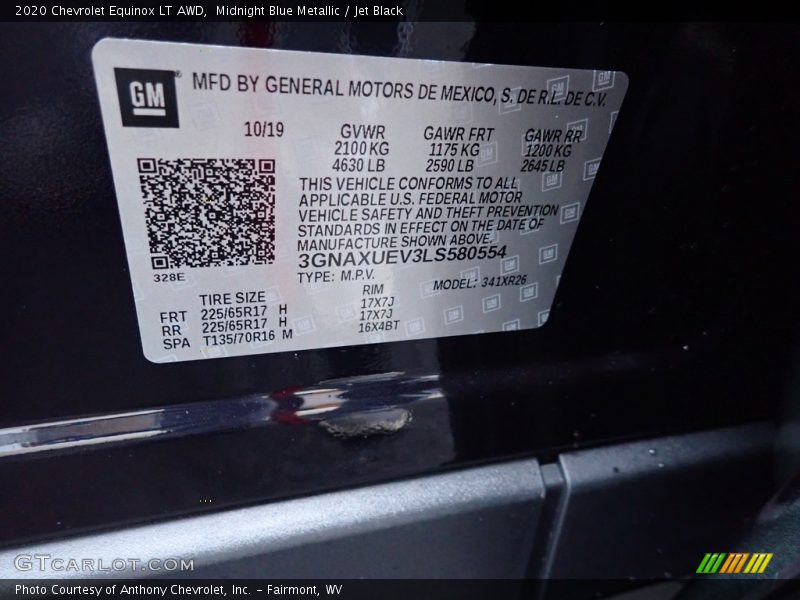 2020 Chevrolet Equinox LT AWD,  Midnight Blue Metallic / Jet Black
GM® MFD BY GENERAL MOTORS DE MEXICO, S. DE R.L. DE C.V.
10/19 GVWR GAWR FRT GAWR RR
2100 KG 1175 KG 1200 KG
4630 LB 2590 LB 2645 LB
THIS VEHICLE CONFORMS TO ALL
APPLICABLE U.S. FEDERAL MOTOR
VEHICLE SAFETY AND THEFT PREVENTION
STANDARDS IN EFFECT ON THE DATE OF
MANUFACTURE SHOWN ABOVE.
3GNAXUEV3LS580554
328E TYPE: M.P.V. MODEL: 341XR26
TIRE SIZE RIM
FRT 225/65R17 H 17X7J
RR 225/65R17 H 17X7J
SPA T135/70R16 M 16X4BT
GTCARLOT.COM
Photo Courtesy of Anthony Chevrolet, Inc. – Fairmont, WV